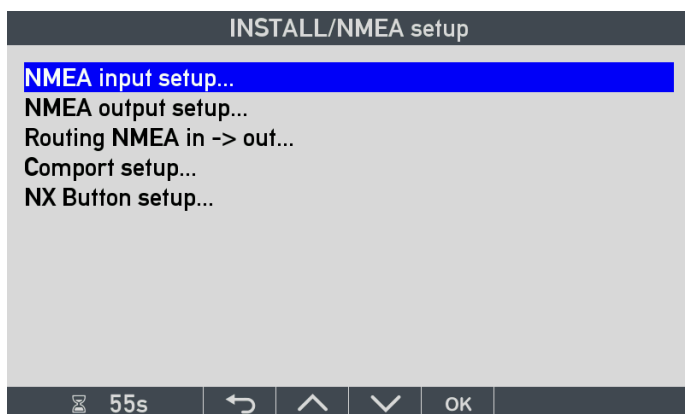 INSTALL/NMEA setup
NMEA input setup...
NMEA output setup...
Routing NMEA in -> out...
Comport setup...
NX Button setup...
55s OK